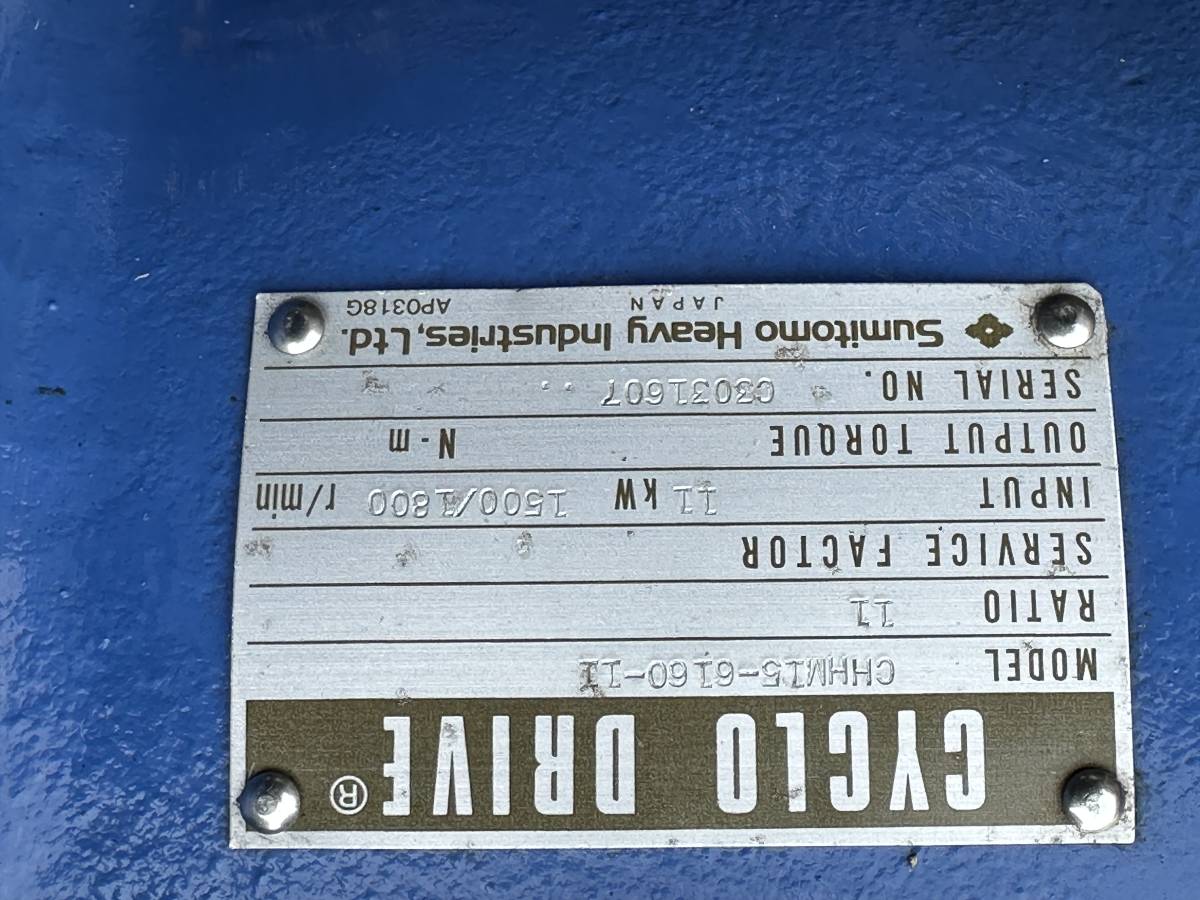 CYCLO DRIVE®
MODEL CHHM15-6160-11
RATIO 11
SERVICE FACTOR
INPUT 11 kW 1500/1800 r/min
OUTPUT TORQUE N·m
SERIAL NO. C3031607
Sumitomo Heavy Industries, Ltd.
JAPAN AP0318G